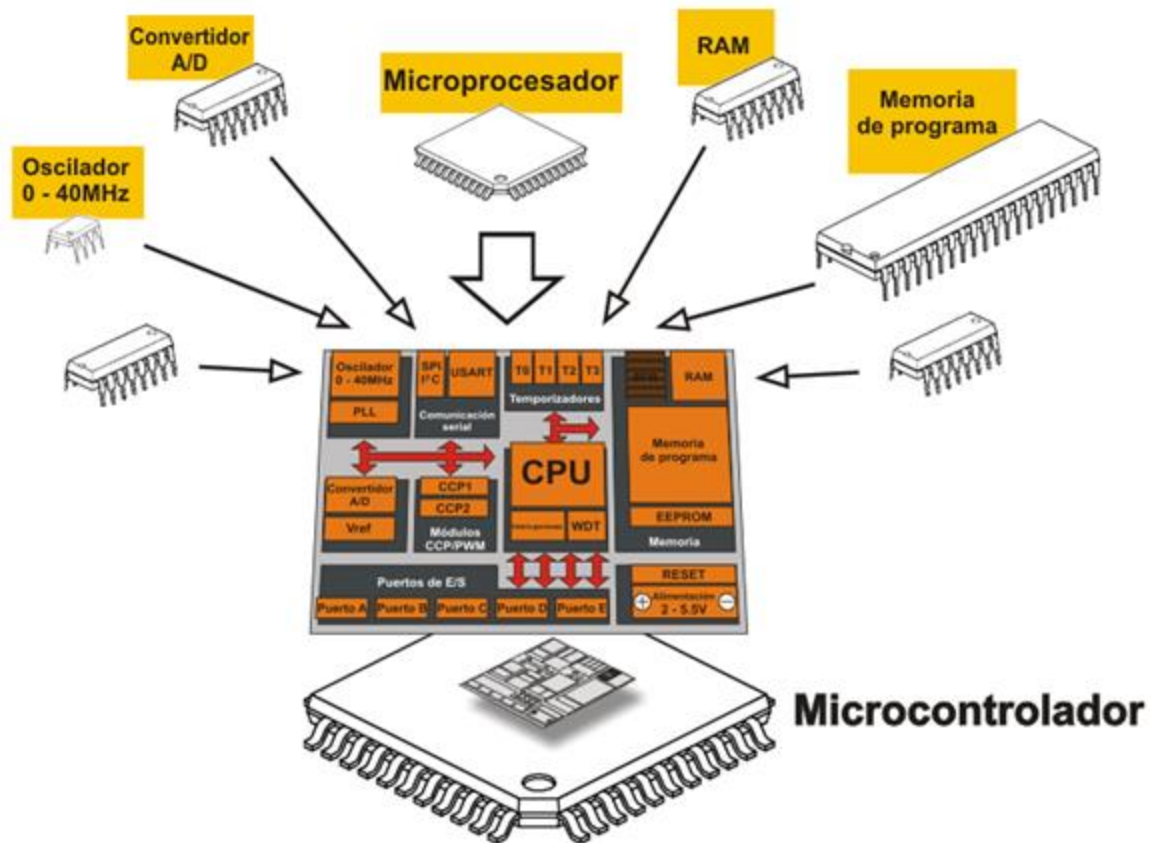 Convertidor
A/D
Microprocesador
RAM
Memoria
de programa
Oscilador
0 - 40MHz
Oscilador
0 - 40MHz
PLL
SPI
I²C
USART
Comunicación
serial
T0 T1 T2 T3
Temporizadores
RAM
Memoria
de programa
EEPROM
Memoria
Convertidor
A/D
Vref
CCP1
CCP2
Módulos
CCP/PWM
CPU
WDT
Puertos de E/S
Puerto A Puerto B Puerto C Puerto D Puerto E
RESET
Alimentación
2 - 5.5V
Microcontrolador